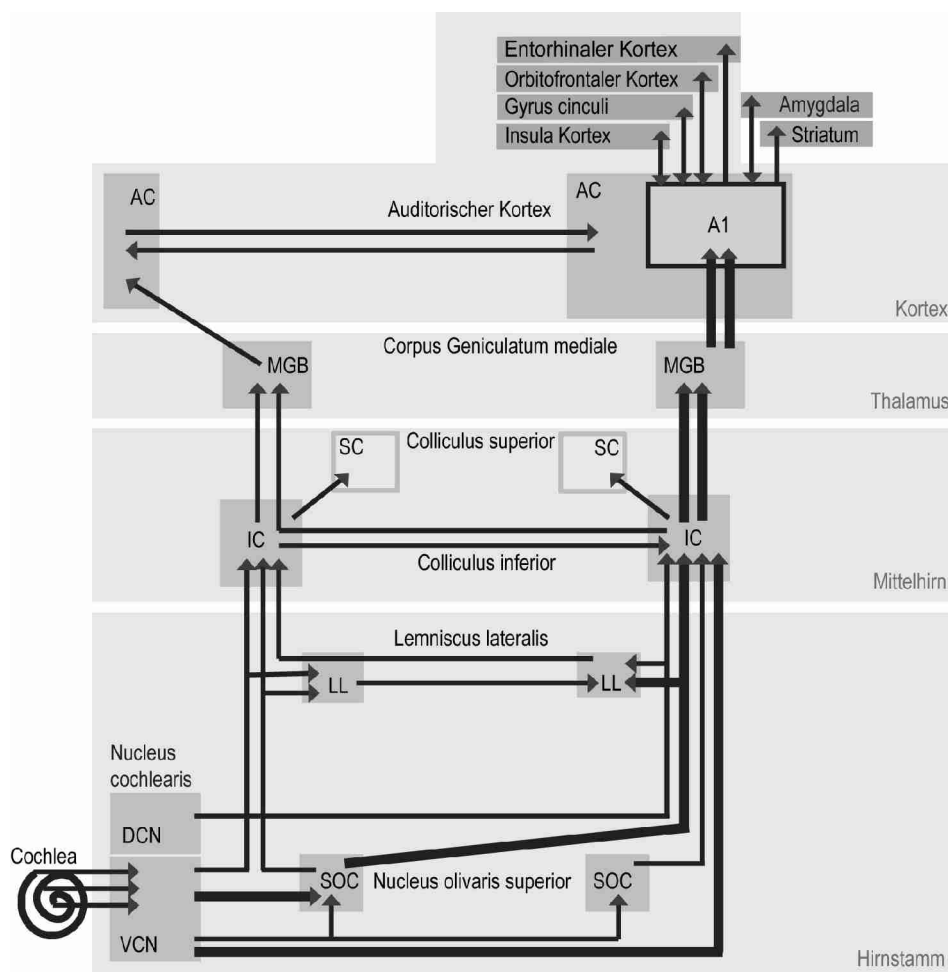 Entorhinaler Kortex
Orbitofrontaler Kortex
Gyrus cinculi
Amygdala
Insula Kortex
Striatum
AC
Auditorischer Kortex
AC
A1
Kortex
Corpus Geniculatum mediale
MGB
MGB
Thalamus
SC
Colliculus superior
SC
IC
IC
Colliculus inferior
Mittelhirn
Lemniscus lateralis
LL
LL
Nucleus
cochlearis
DCN
Cochlea
SOC
Nucleus olivaris superior
SOC
VCN
Hirnstamm